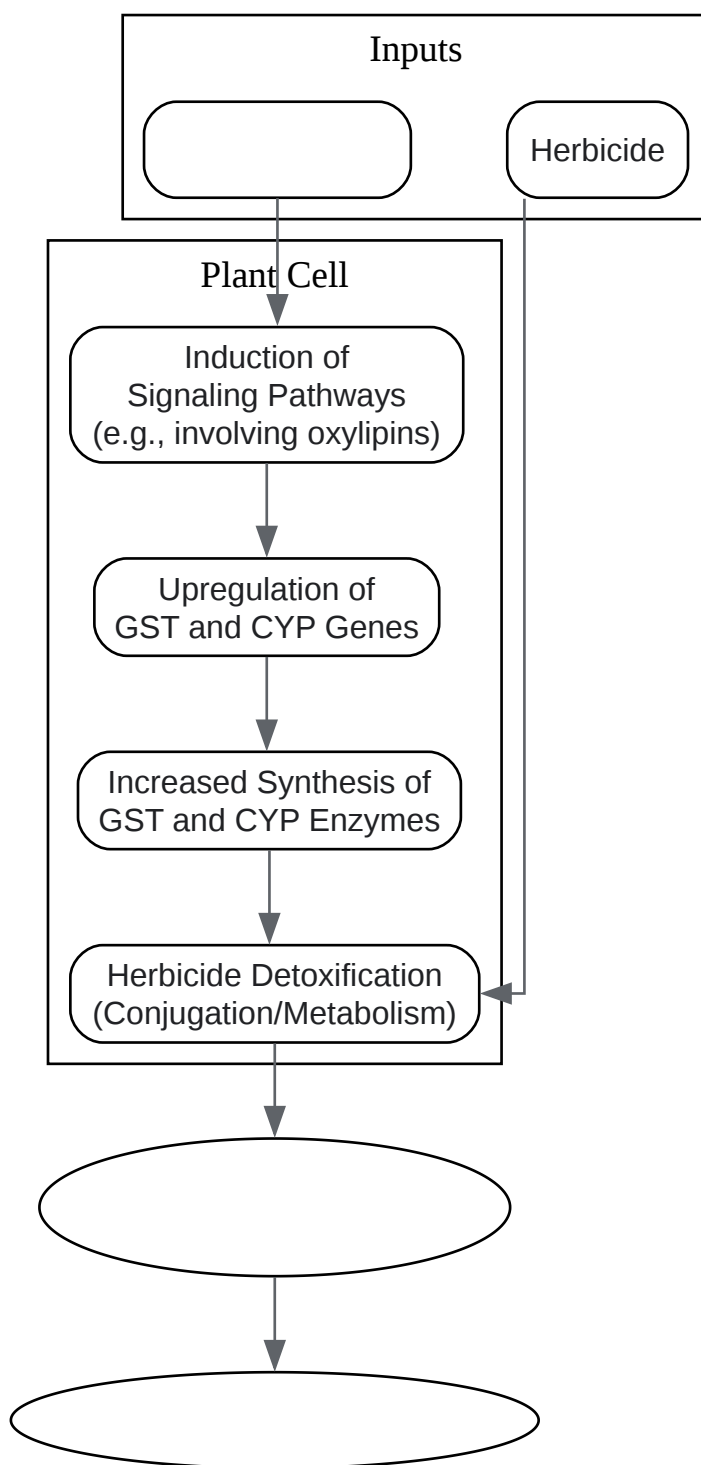 Inputs
Herbicide
Plant Cell
Induction of
Signaling Pathways
(e.g., involving oxylipins)
Upregulation of
GST and CYP Genes
Increased Synthesis of
GST and CYP Enzymes
Herbicide Detoxification
(Conjugation/Metabolism)